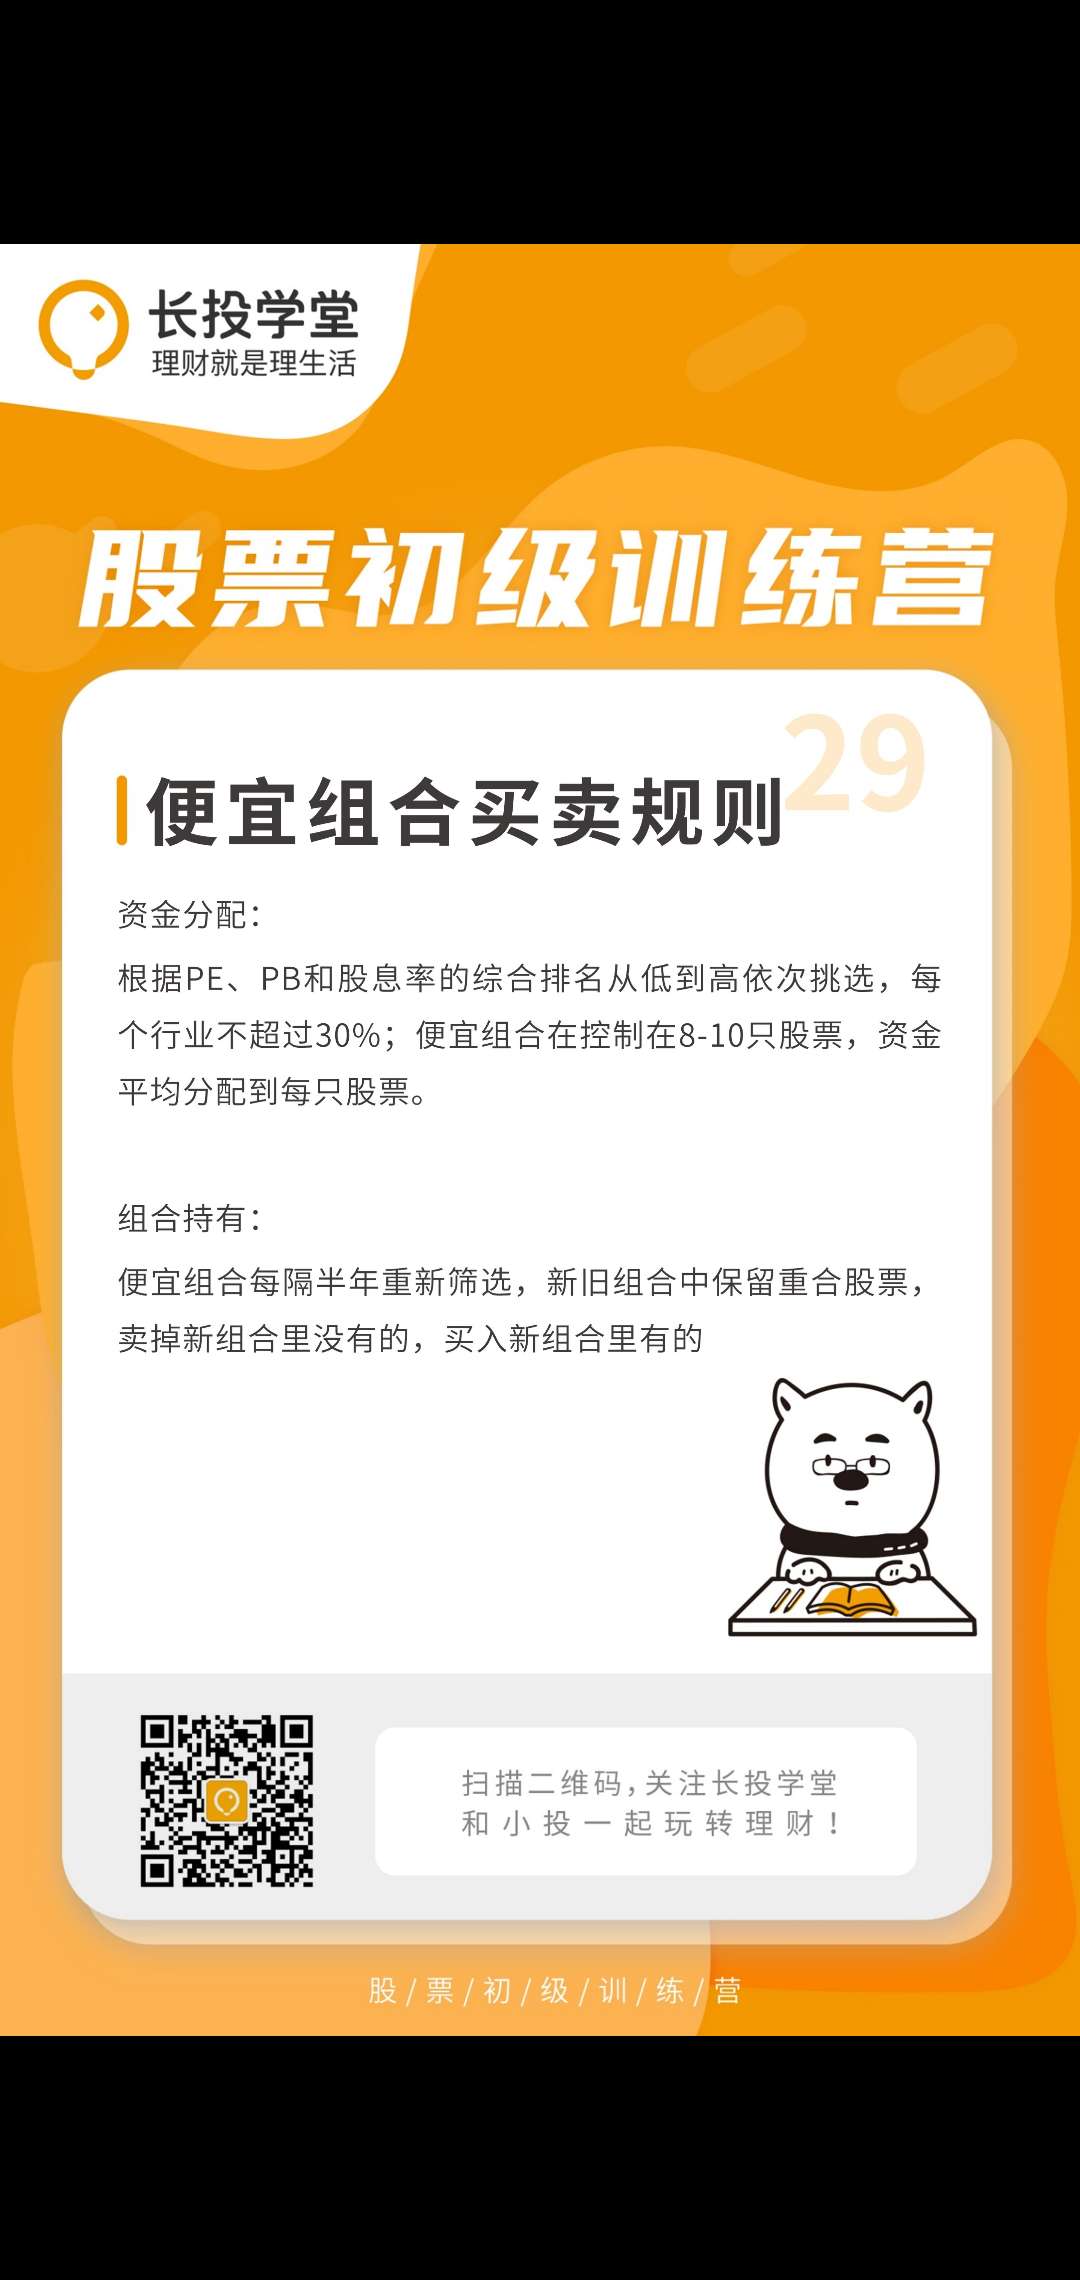 长投学堂
理财就是理生活
股票初级训练营
29
便宜组合买卖规则
资金分配：
根据PE、PB和股息率的综合排名从低到高依次挑选，每
个行业不超过30%；便宜组合在控制在8-10只股票，资金
平均分配到每只股票。
组合持有：
便宜组合每隔半年重新筛选，新旧组合中保留重合股票，
卖掉新组合里没有的，买入新组合里有的
扫描二维码，关注长投学堂
和小投一起玩转理财！
股/票/初/级/训/练/营